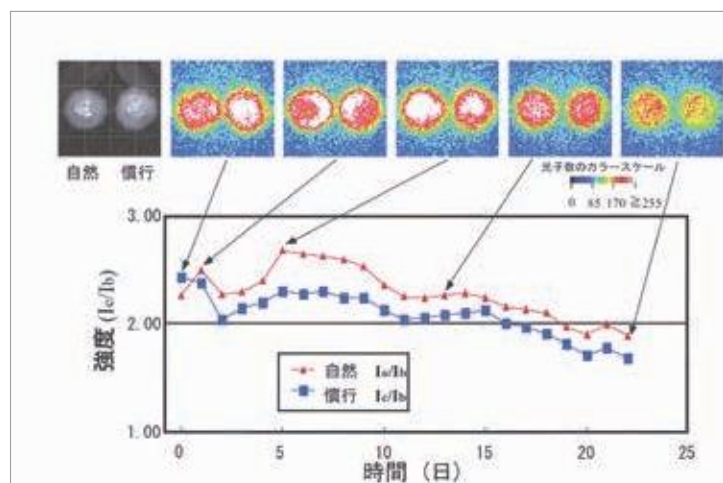 自然 慣行
光子数のカラースケール
0 85 170 ≧255
3.00
2.00
1.00
強度 (Ic/Ib)
自然 Ia/Ib
慣行 Ic/Ib
0 5 10 15 20 25
時間 (日)